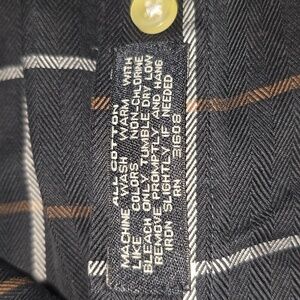 ALL COTTON
MACHINE WASH WARM WITH
LIKE COLORS NON-CHLORINE
BLEACH ONLY. TUMBLE DRY LOW
REMOVE PROMPTLY AND HANG
IRON SLIGHTLY IF NEEDED
RN 31608